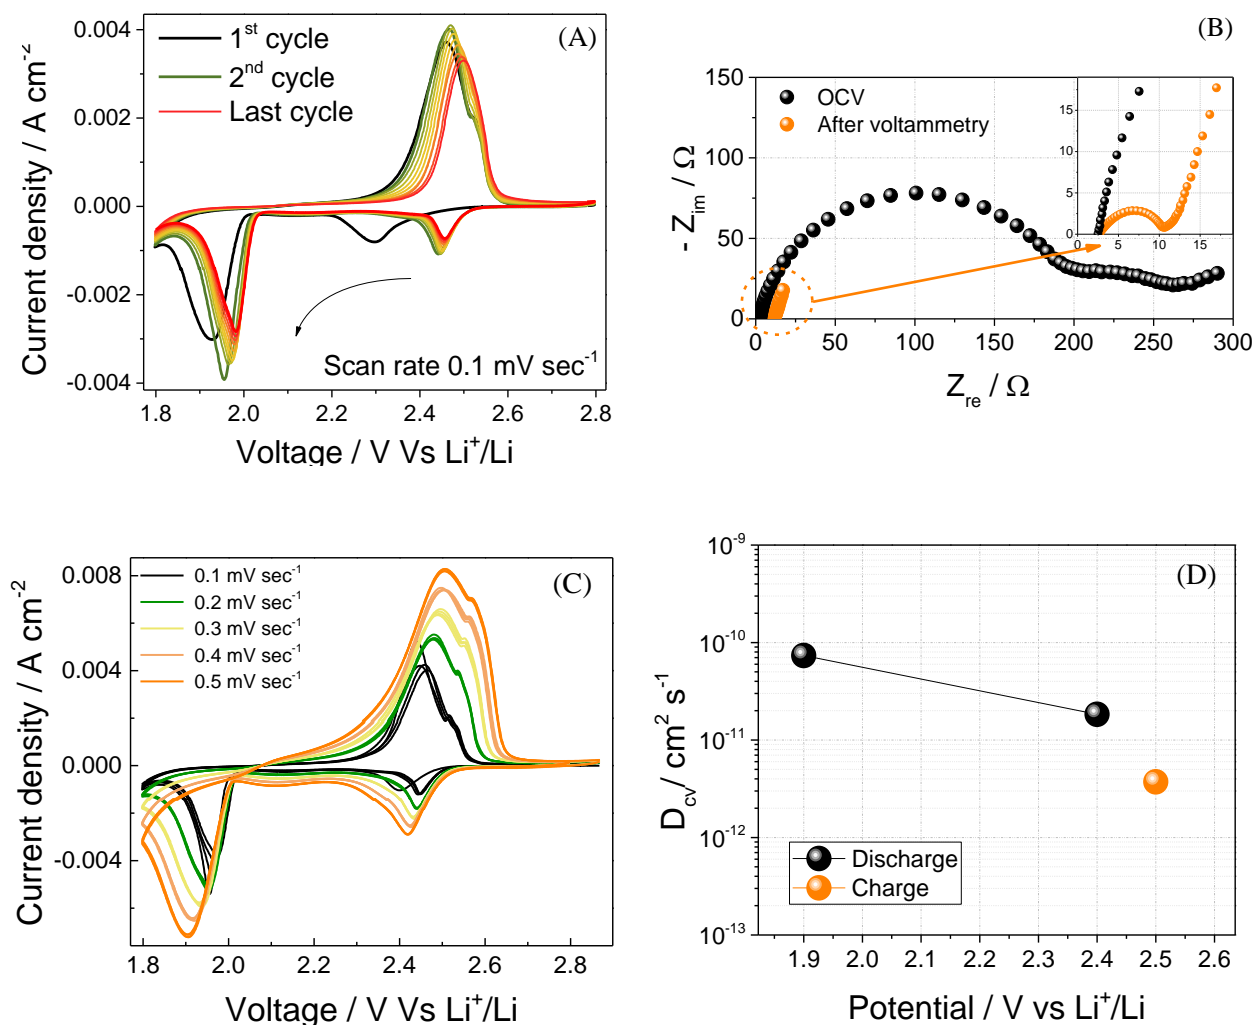 (A)
1st cycle
2nd cycle
Last cycle
Scan rate 0.1 mV sec-1
Current density / A cm-2
0.004
0.002
0.000
-0.002
-0.004
1.8 2.0 2.2 2.4 2.6 2.8
Voltage / V Vs Li+/Li
(B)
OCV
After voltammetry
- Zim / Ω
150
100
50
0
0 50 100 150 200 250 300
Zre / Ω
15
10
5
0
0 5 10 15
(C)
0.1 mV sec-1
0.2 mV sec-1
0.3 mV sec-1
0.4 mV sec-1
0.5 mV sec-1
Current density / A cm-2
0.008
0.004
0.000
-0.004
1.8 2.0 2.2 2.4 2.6 2.8
Voltage / V Vs Li+/Li
(D)
Dcv/ cm2 s-1
10-9
10-10
10-11
10-12
10-13
Discharge
Charge
1.9 2.0 2.1 2.2 2.3 2.4 2.5 2.6
Potential / V vs Li+/Li